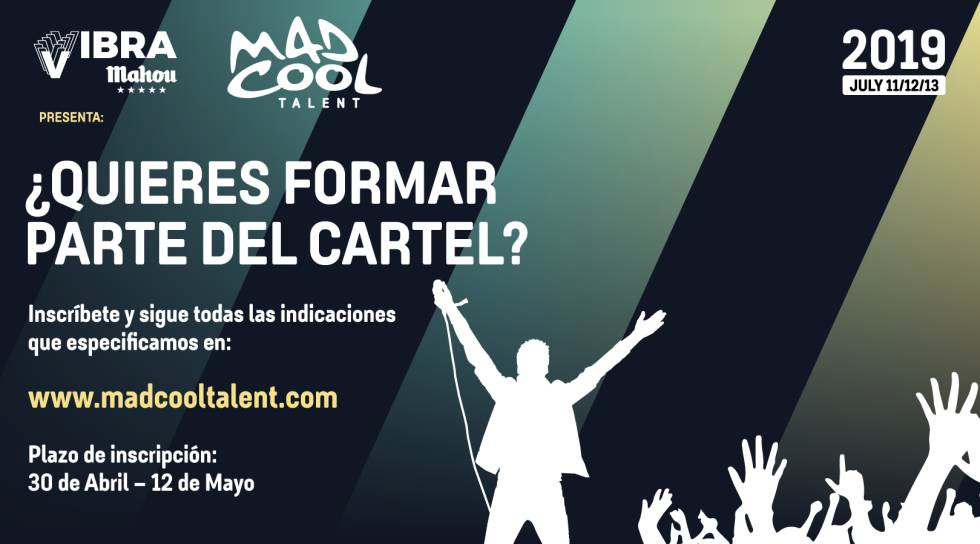 VIBRA
Mahou
MAD
COOL
TALENT
2019
JULY 11/12/13
PRESENTA:
¿QUIERES FORMAR
PARTE DEL CARTEL?
Inscríbete y sigue todas las indicaciones
que especificamos en:
www.madcooltalent.com
Plazo de inscripción:
30 de Abril – 12 de Mayo